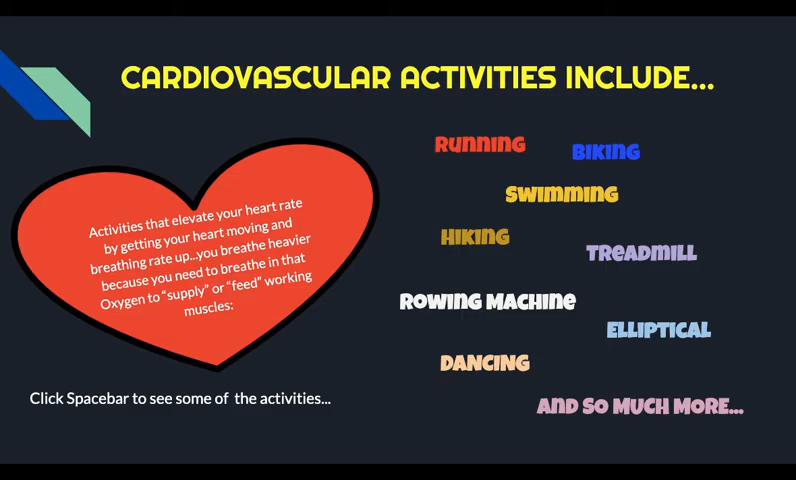 CARDIOVASCULAR ACTIVITIES INCLUDE...
Activities that elevate your heart rate
by getting your heart moving and
breathing rate up...you breathe heavier
because you need to breathe in that
Oxygen to “supply” or “feed” working
muscles:
Click Spacebar to see some of the activities...
RUNNING
BIKING
SWIMMING
HIKING
TREADMILL
ROWING MACHINE
ELLIPTICAL
DANCING
AND SO MUCH MORE...